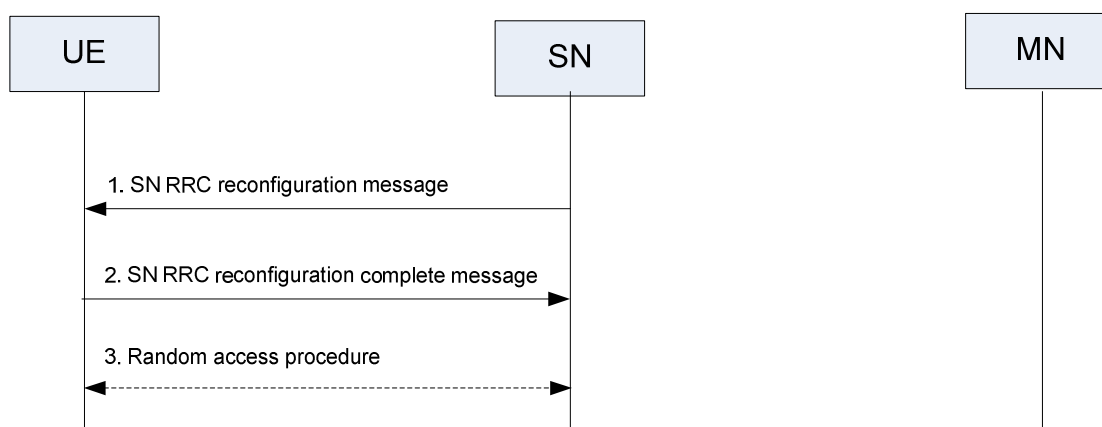 UE
SN
MN
1. SN RRC reconfiguration message
2. SN RRC reconfiguration complete message
3. Random access procedure